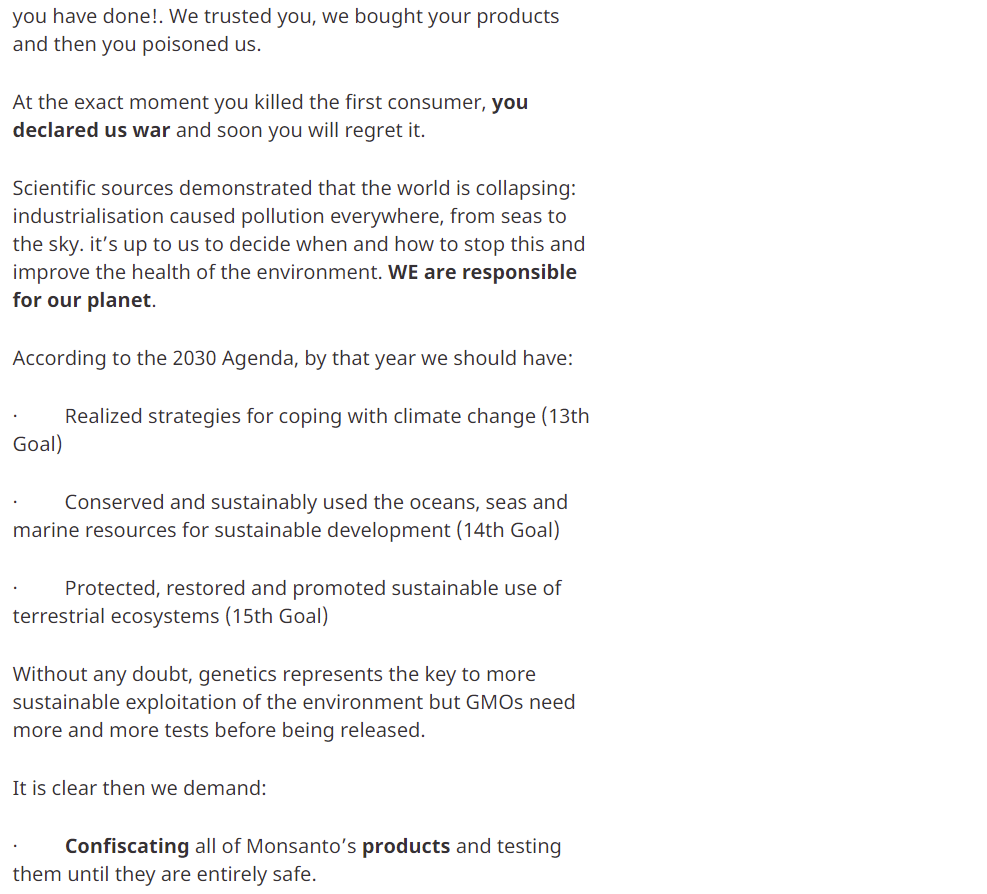 you have done!. We trusted you, we bought your products
and then you poisoned us.
At the exact moment you killed the first consumer, you
declared us war and soon you will regret it.
Scientific sources demonstrated that the world is collapsing:
industrialisation caused pollution everywhere, from seas to
the sky. it’s up to us to decide when and how to stop this and
improve the health of the environment. WE are responsible
for our planet.
According to the 2030 Agenda, by that year we should have:
· Realized strategies for coping with climate change (13th
Goal)
· Conserved and sustainably used the oceans, seas and
marine resources for sustainable development (14th Goal)
· Protected, restored and promoted sustainable use of
terrestrial ecosystems (15th Goal)
Without any doubt, genetics represents the key to more
sustainable exploitation of the environment but GMOs need
more and more tests before being released.
It is clear then we demand:
· Confiscating all of Monsanto’s products and testing
them until they are entirely safe.